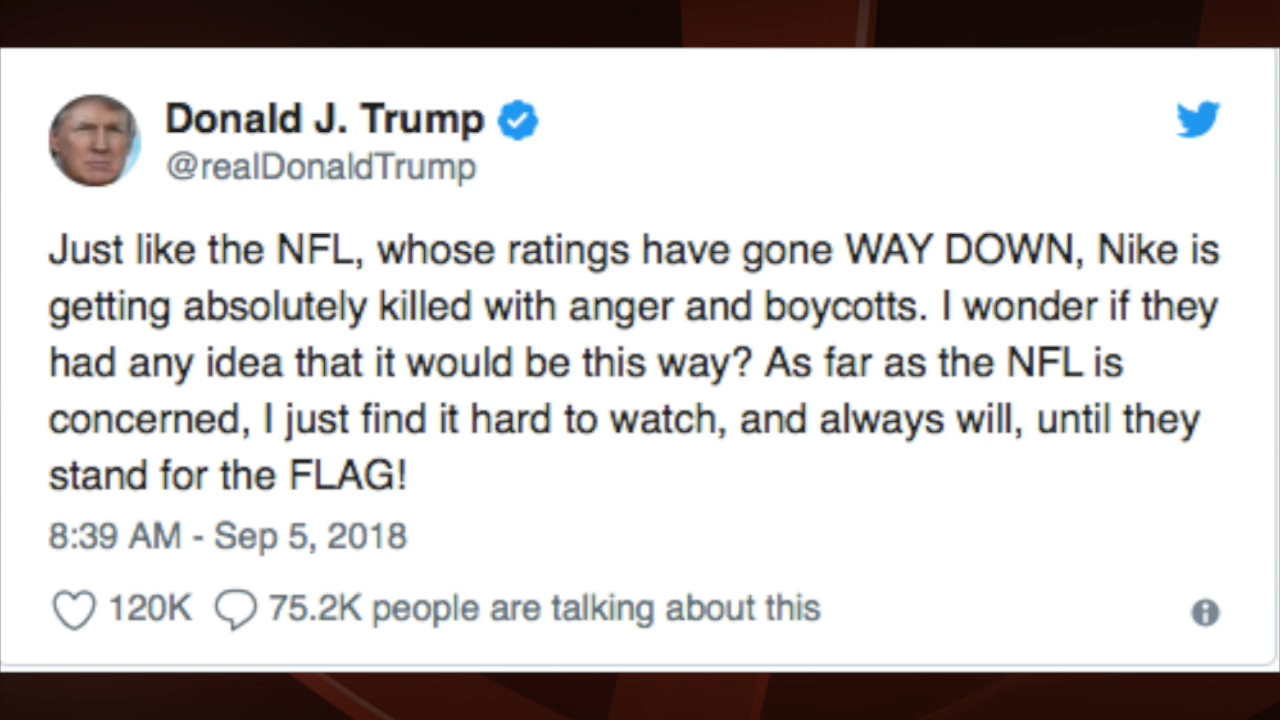 Donald J. Trump
@realDonaldTrump
Just like the NFL, whose ratings have gone WAY DOWN, Nike is
getting absolutely killed with anger and boycotts. I wonder if they
had any idea that it would be this way? As far as the NFL is
concerned, I just find it hard to watch, and always will, until they
stand for the FLAG!
8:39 AM - Sep 5, 2018
120K 75.2K people are talking about this